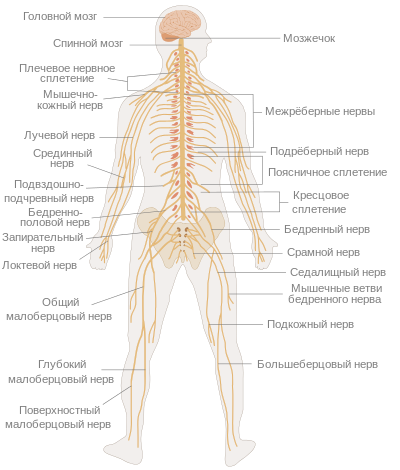 Головной мозг
Спинной мозг
Плечевое нервное
сплетение
Мышечно-
кожный нерв
Лучевой нерв
Срединный
нерв
Подвздошно-
подчревный нерв
Бедренно-
половой нерв
Запирательный
нерв
Локтевой нерв
Общий
малоберцовый нерв
Глубокий
малоберцовый нерв
Поверхностный
малоберцовый нерв
Мозжечок
Межрёберные нервы
Подрёберный нерв
Поясничное сплетение
Кресцовое
сплетение
Бедренный нерв
Срамной нерв
Седалищный нерв
Мышечные ветви
бедренного нерва
Подкожный нерв
Большеберцовый нерв